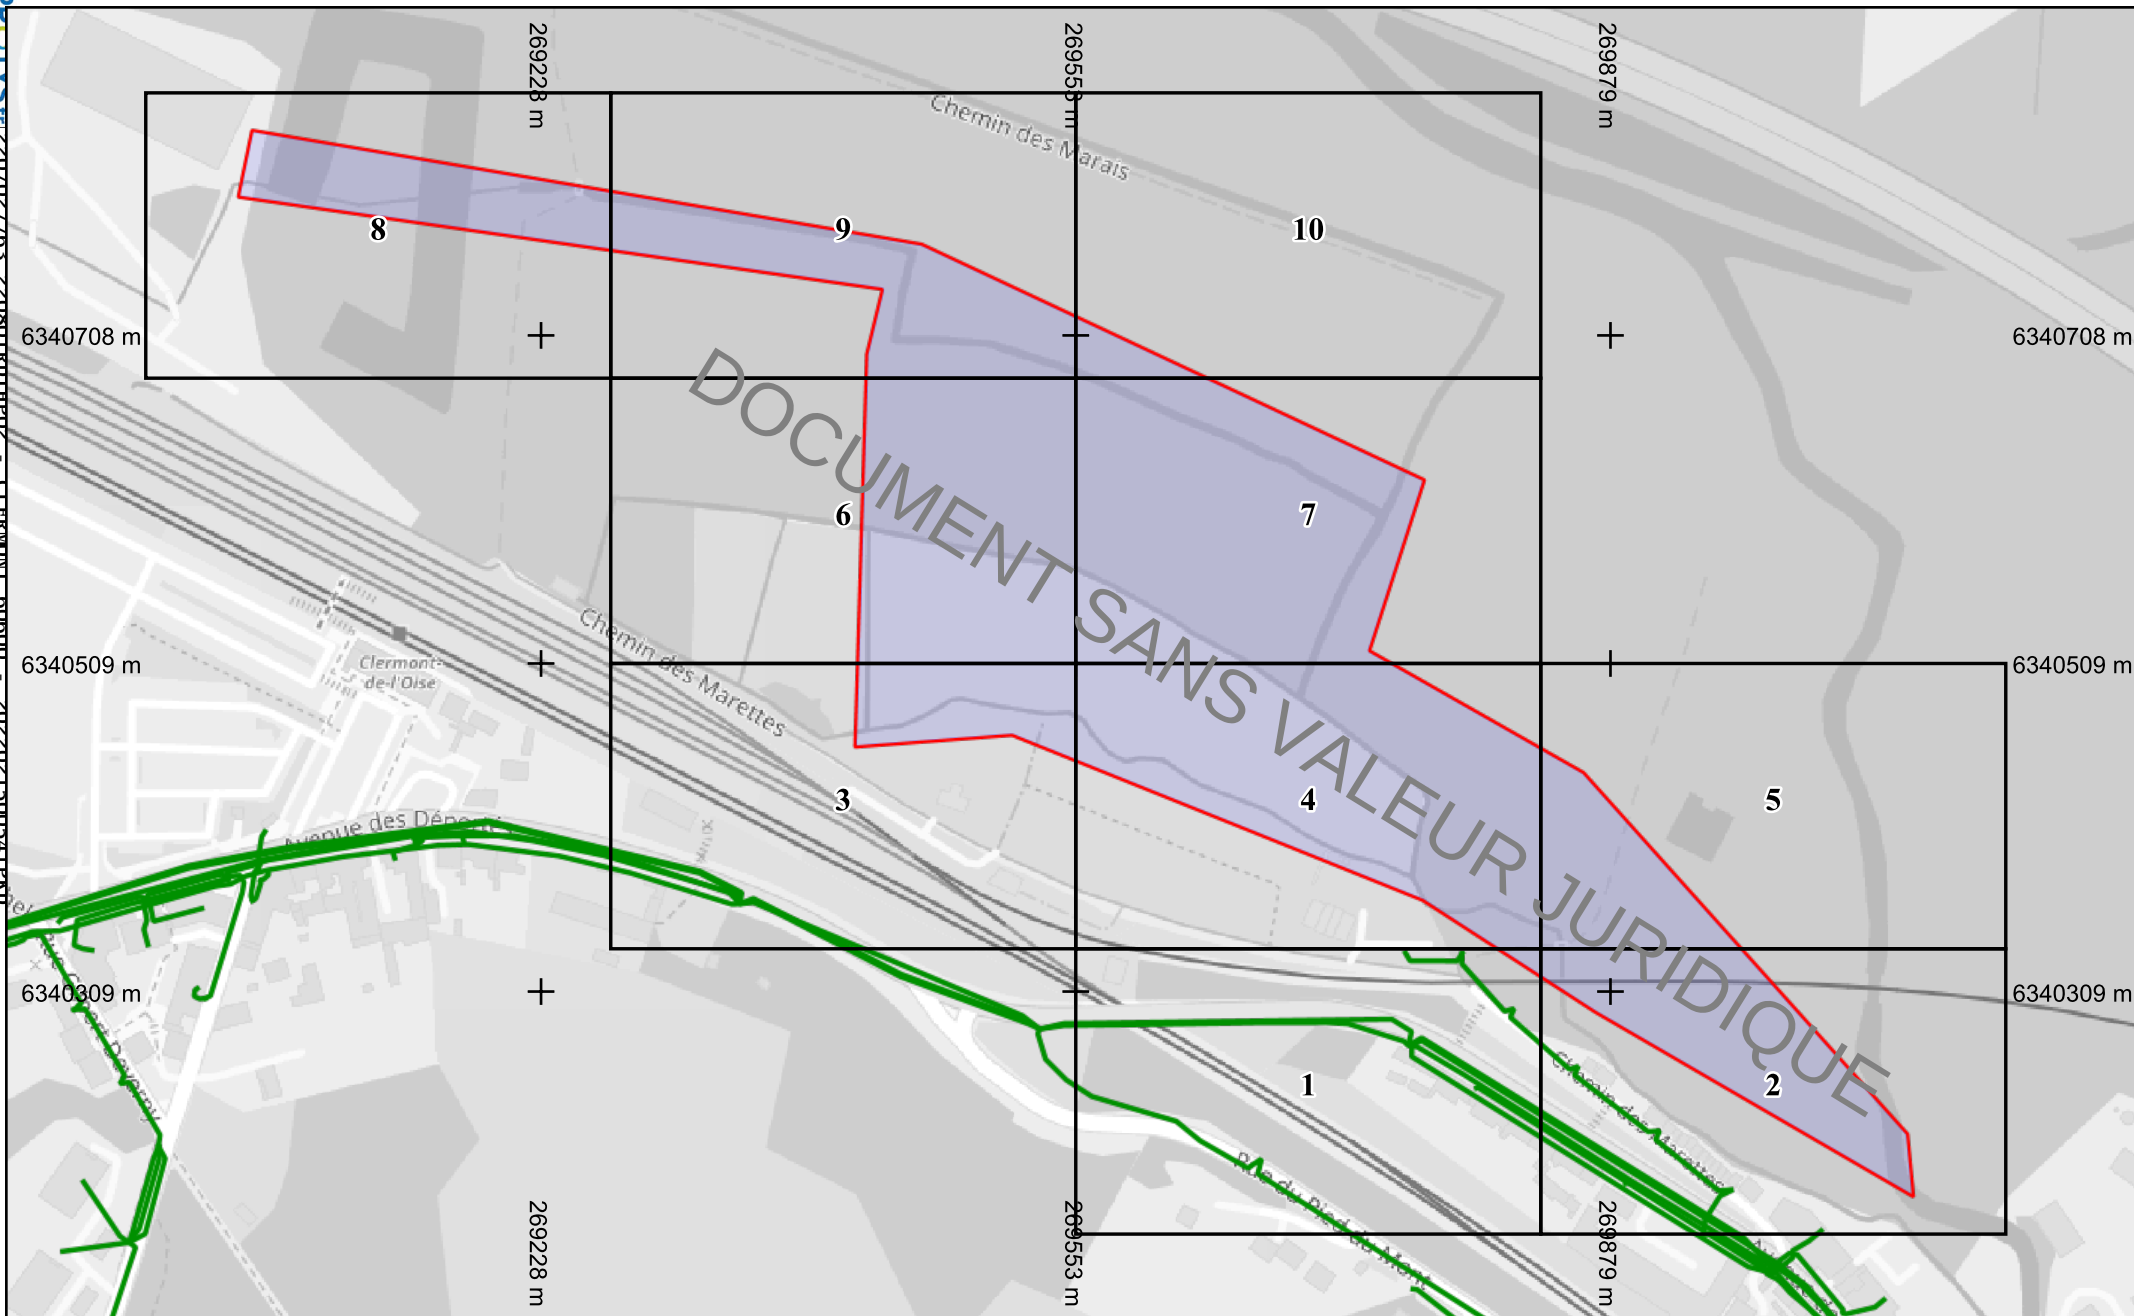 269228 m
269553 m
269879 m
Chemin des Marais
8
9
10
6340708 m
6340708 m
DOCUMENT SANS VALEUR JURIDIQUE
6
7
Chemin des Marettes
Clermont-
de-l'Oise
6340509 m
6340509 m
3
4
5
Avenue des Déportés
6340309 m
6340309 m
1
2
Chemin des Marettes
Rue du Pied du Mont
269228 m
269553 m
269879 m